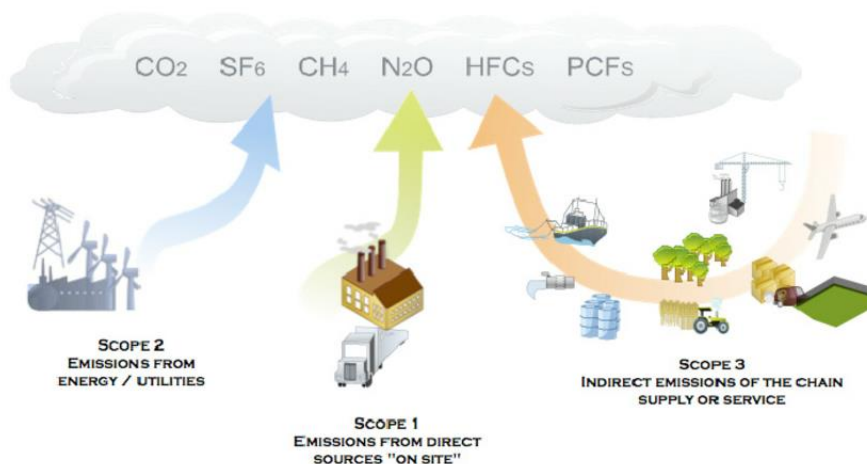 CO2 SF6 CH4 N2O HFCs PCFs
SCOPE 2
EMISSIONS FROM
ENERGY / UTILITIES
SCOPE 1
EMISSIONS FROM DIRECT
SOURCES "ON SITE"
SCOPE 3
INDIRECT EMISSIONS OF THE CHAIN
SUPPLY OR SERVICE